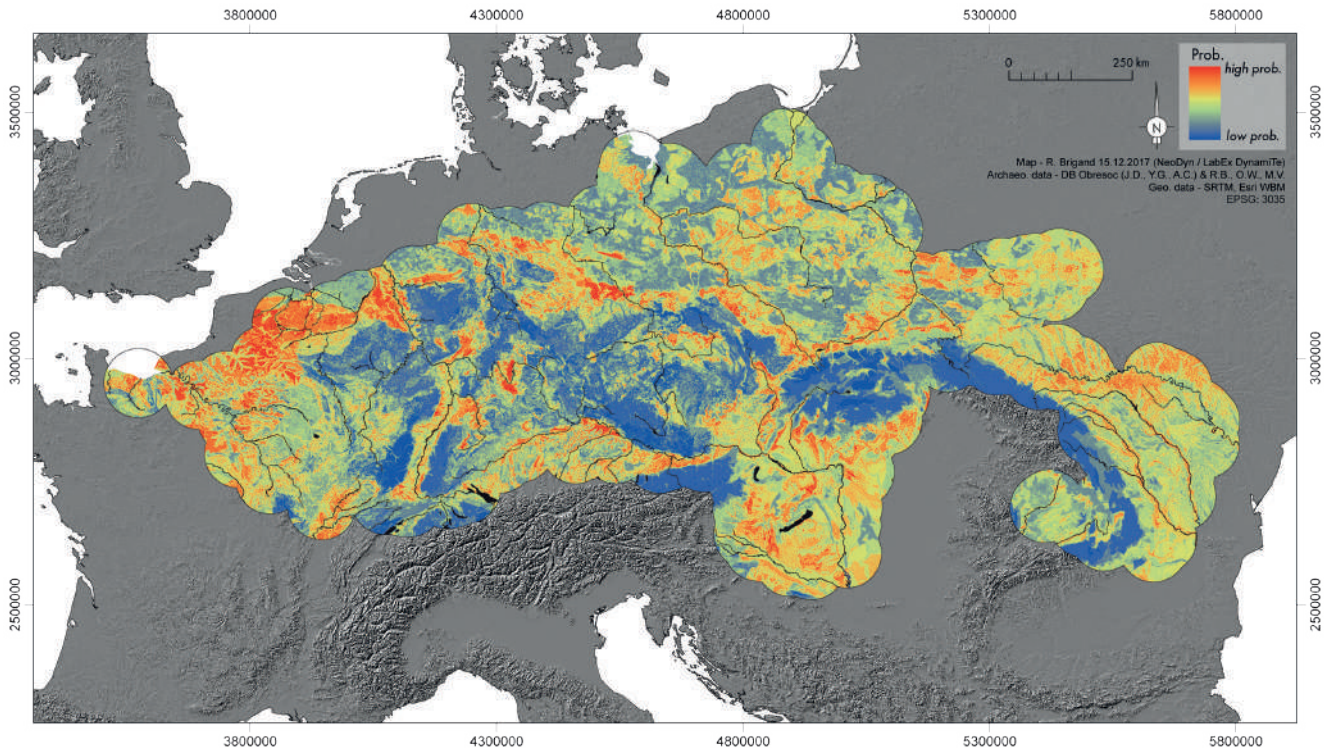 3800000 4300000 4800000 5300000 5800000
Prob.
high prob.
low prob.
0 250 km
N
Map - R. Brigand 15.12.2017 (NeoDyn / LabEx DynamiTe)
Archaeo. data - DB Obresoc (J.D., Y.G., A.C.) & R.B., O.W., M.V.
Geo. data - SRTM, Esri WBM
EPSG: 3035
3500000 3500000
3000000 3000000
2500000 2500000
3800000 4300000 4800000 5300000 5800000